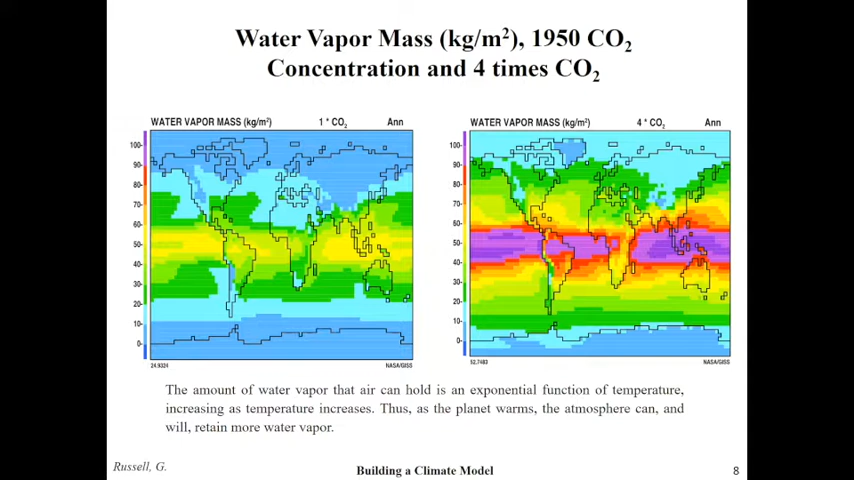 Water Vapor Mass (kg/m²), 1950 CO₂
Concentration and 4 times CO₂
WATER VAPOR MASS (kg/m²) 1 * CO₂ Ann
100
90
80
70
60
50
40
30
20
10
0
24.9324 NASA/GISS
WATER VAPOR MASS (kg/m²) 4 * CO₂ Ann
100
90
80
70
60
50
40
30
20
10
0
52.7483 NASA/GISS
The amount of water vapor that air can hold is an exponential function of temperature,
increasing as temperature increases. Thus, as the planet warms, the atmosphere can, and
will, retain more water vapor.
Russell, G.
Building a Climate Model
8